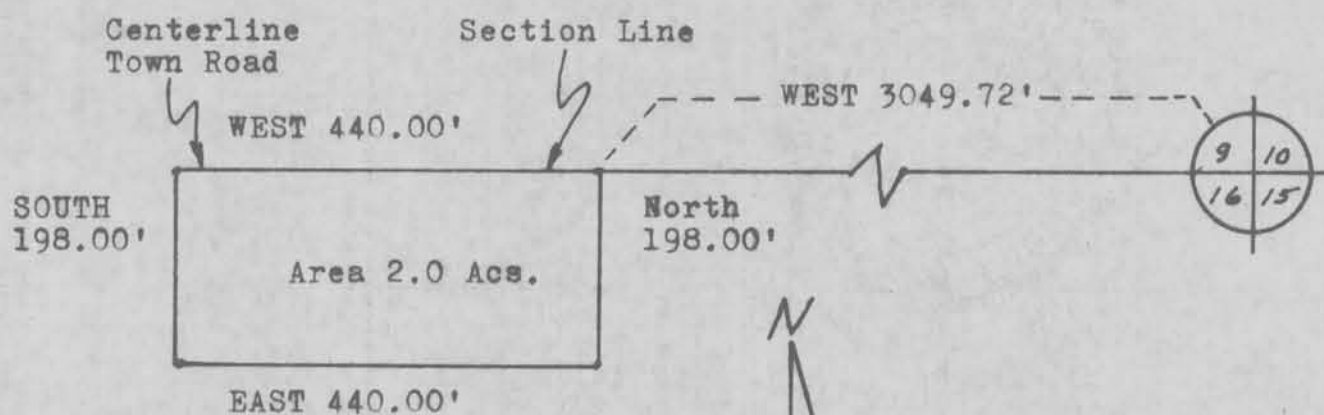 Centerline
Town Road
Section Line
WEST 3049.72'
WEST 440.00'
9 10
16 15
SOUTH
198.00'
North
198.00'
Area 2.0 Acs.
N
EAST 440.00'